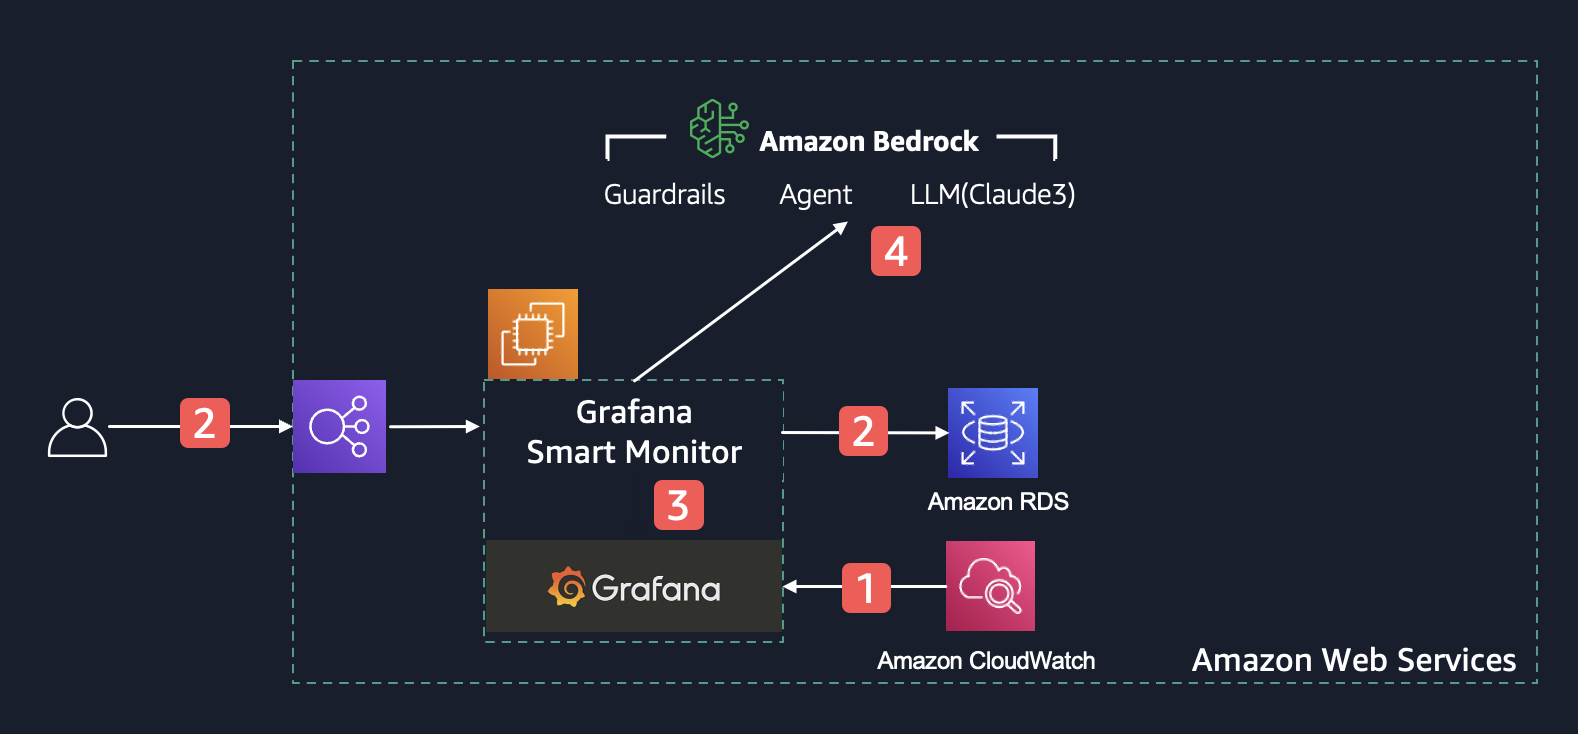 Amazon Bedrock
Guardrails
Agent
LLM(Claude3)
4
2
Grafana
Smart Monitor
3
2
Amazon RDS
Grafana
1
Amazon CloudWatch
Amazon Web Services